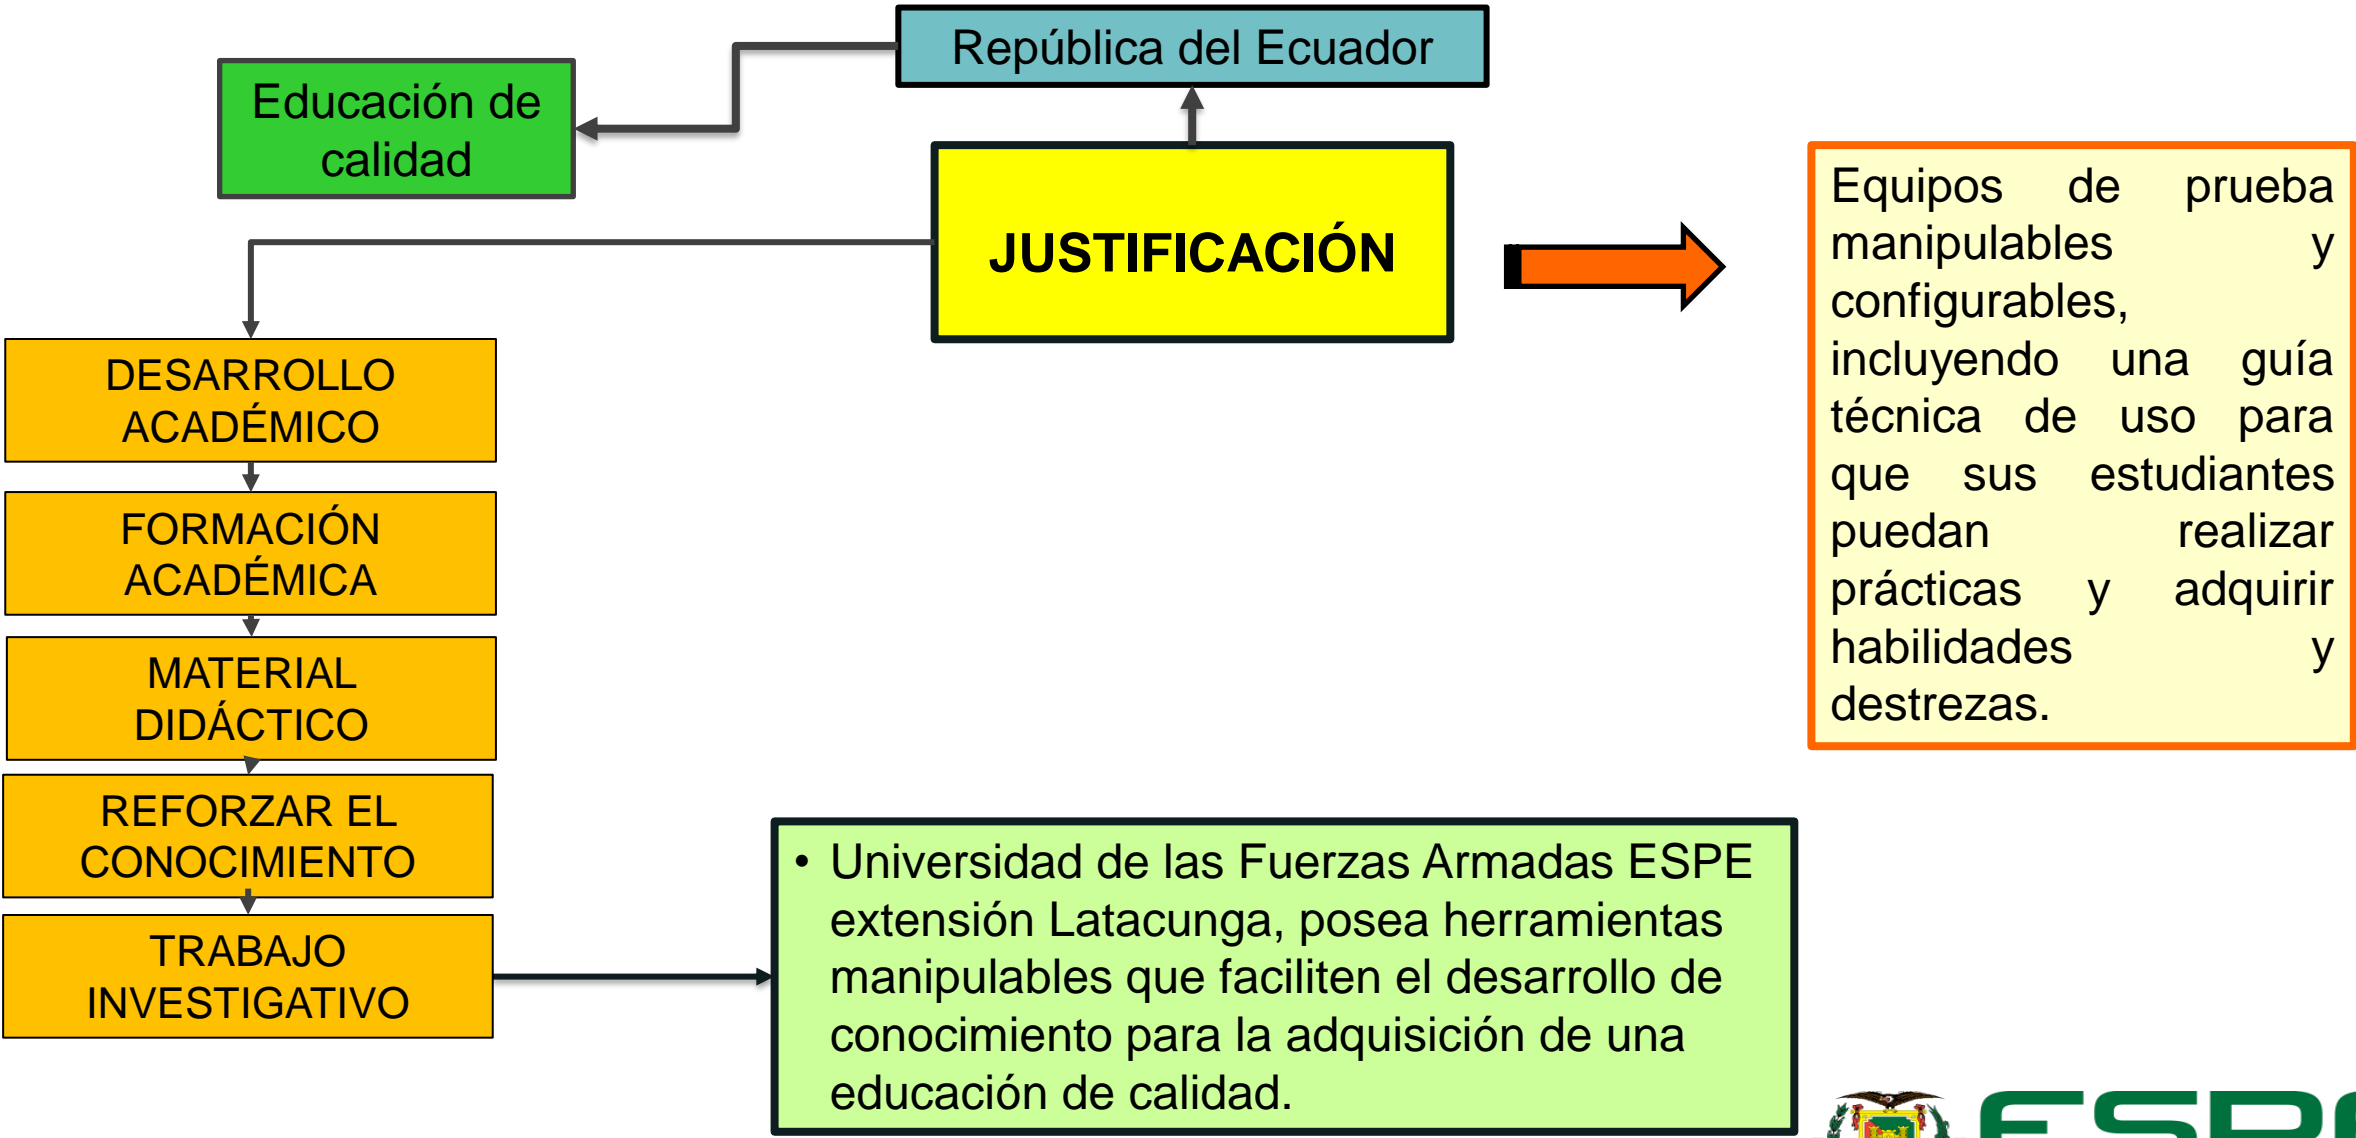 República del Ecuador
Educación de
calidad
JUSTIFICACIÓN
Equipos de prueba
manipulables y
configurables,
incluyendo una guía
técnica de uso para
que sus estudiantes
puedan realizar
prácticas y adquirir
habilidades y
destrezas.
DESARROLLO
ACADÉMICO
FORMACIÓN
ACADÉMICA
MATERIAL
DIDÁCTICO
REFORZAR EL
CONOCIMIENTO
TRABAJO
INVESTIGATIVO
• Universidad de las Fuerzas Armadas ESPE
extensión Latacunga, posea herramientas
manipulables que faciliten el desarrollo de
conocimiento para la adquisición de una
educación de calidad.